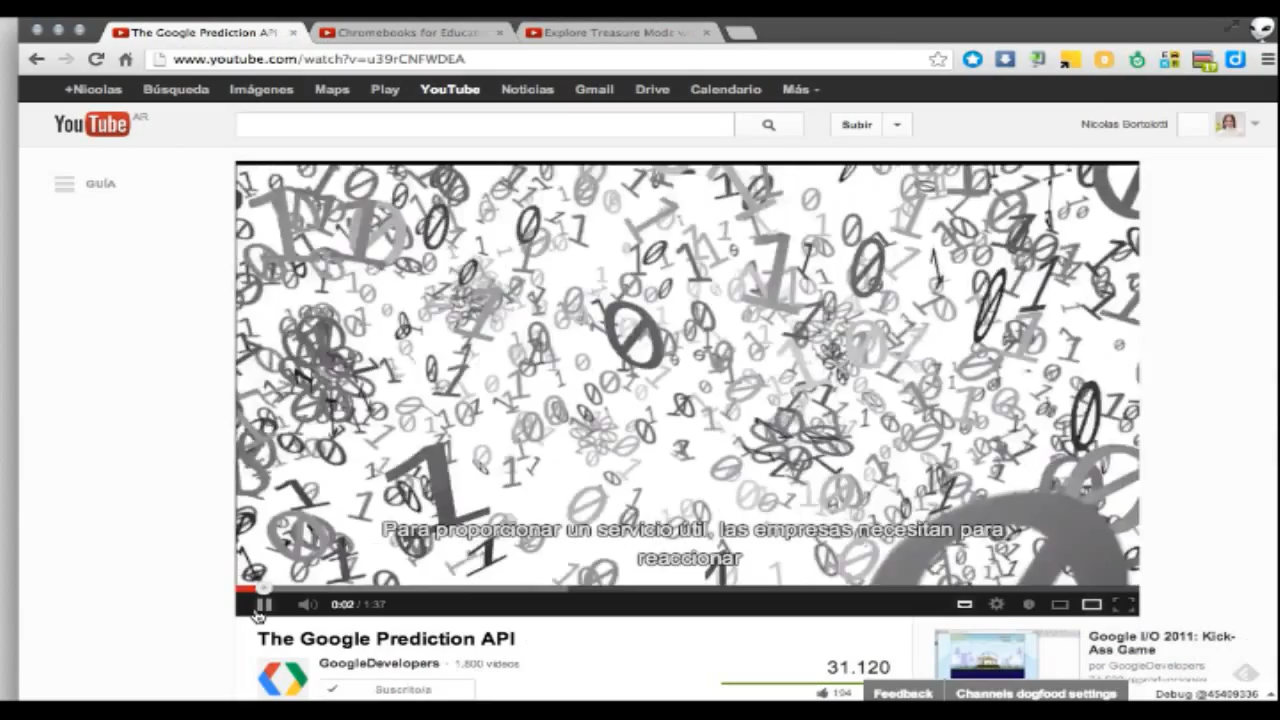 The Google Prediction API
Chromebooks for Educat
Explore Treasure Mode w
www.youtube.com/watch?v=u39rCNFWDEA
+Nicolas Búsqueda Imágenes Maps Play YouTube Noticias Gmail Drive Calendario Más
YouTube AR
Subir
Nicolas Bortolotti
GUÍA
Para proporcionar un servicio útil, las empresas necesitan para
reaccionar
0:02 / 1:37
The Google Prediction API
GoogleDevelopers · 1,800 videos
Suscrito/a
31.120
194
Google I/O 2011: Kick-
Ass Game
por GoogleDevelopers
Feedback
Channels dogfood settings
Debug @45409336